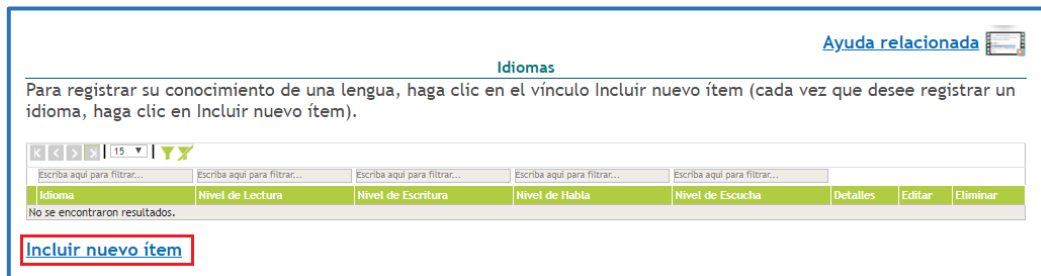 Ayuda relacionada
Idiomas
Para registrar su conocimiento de una lengua, haga clic en el vínculo Incluir nuevo ítem (cada vez que desee registrar un
idioma, haga clic en Incluir nuevo ítem).
15
Escriba aquí para filtrar... Escriba aquí para filtrar... Escriba aquí para filtrar... Escriba aquí para filtrar... Escriba aquí para filtrar...
Idioma Nivel de Lectura Nivel de Escritura Nivel de Habla Nivel de Escucha Detalles Editar Eliminar
No se encontraron resultados.
Incluir nuevo ítem